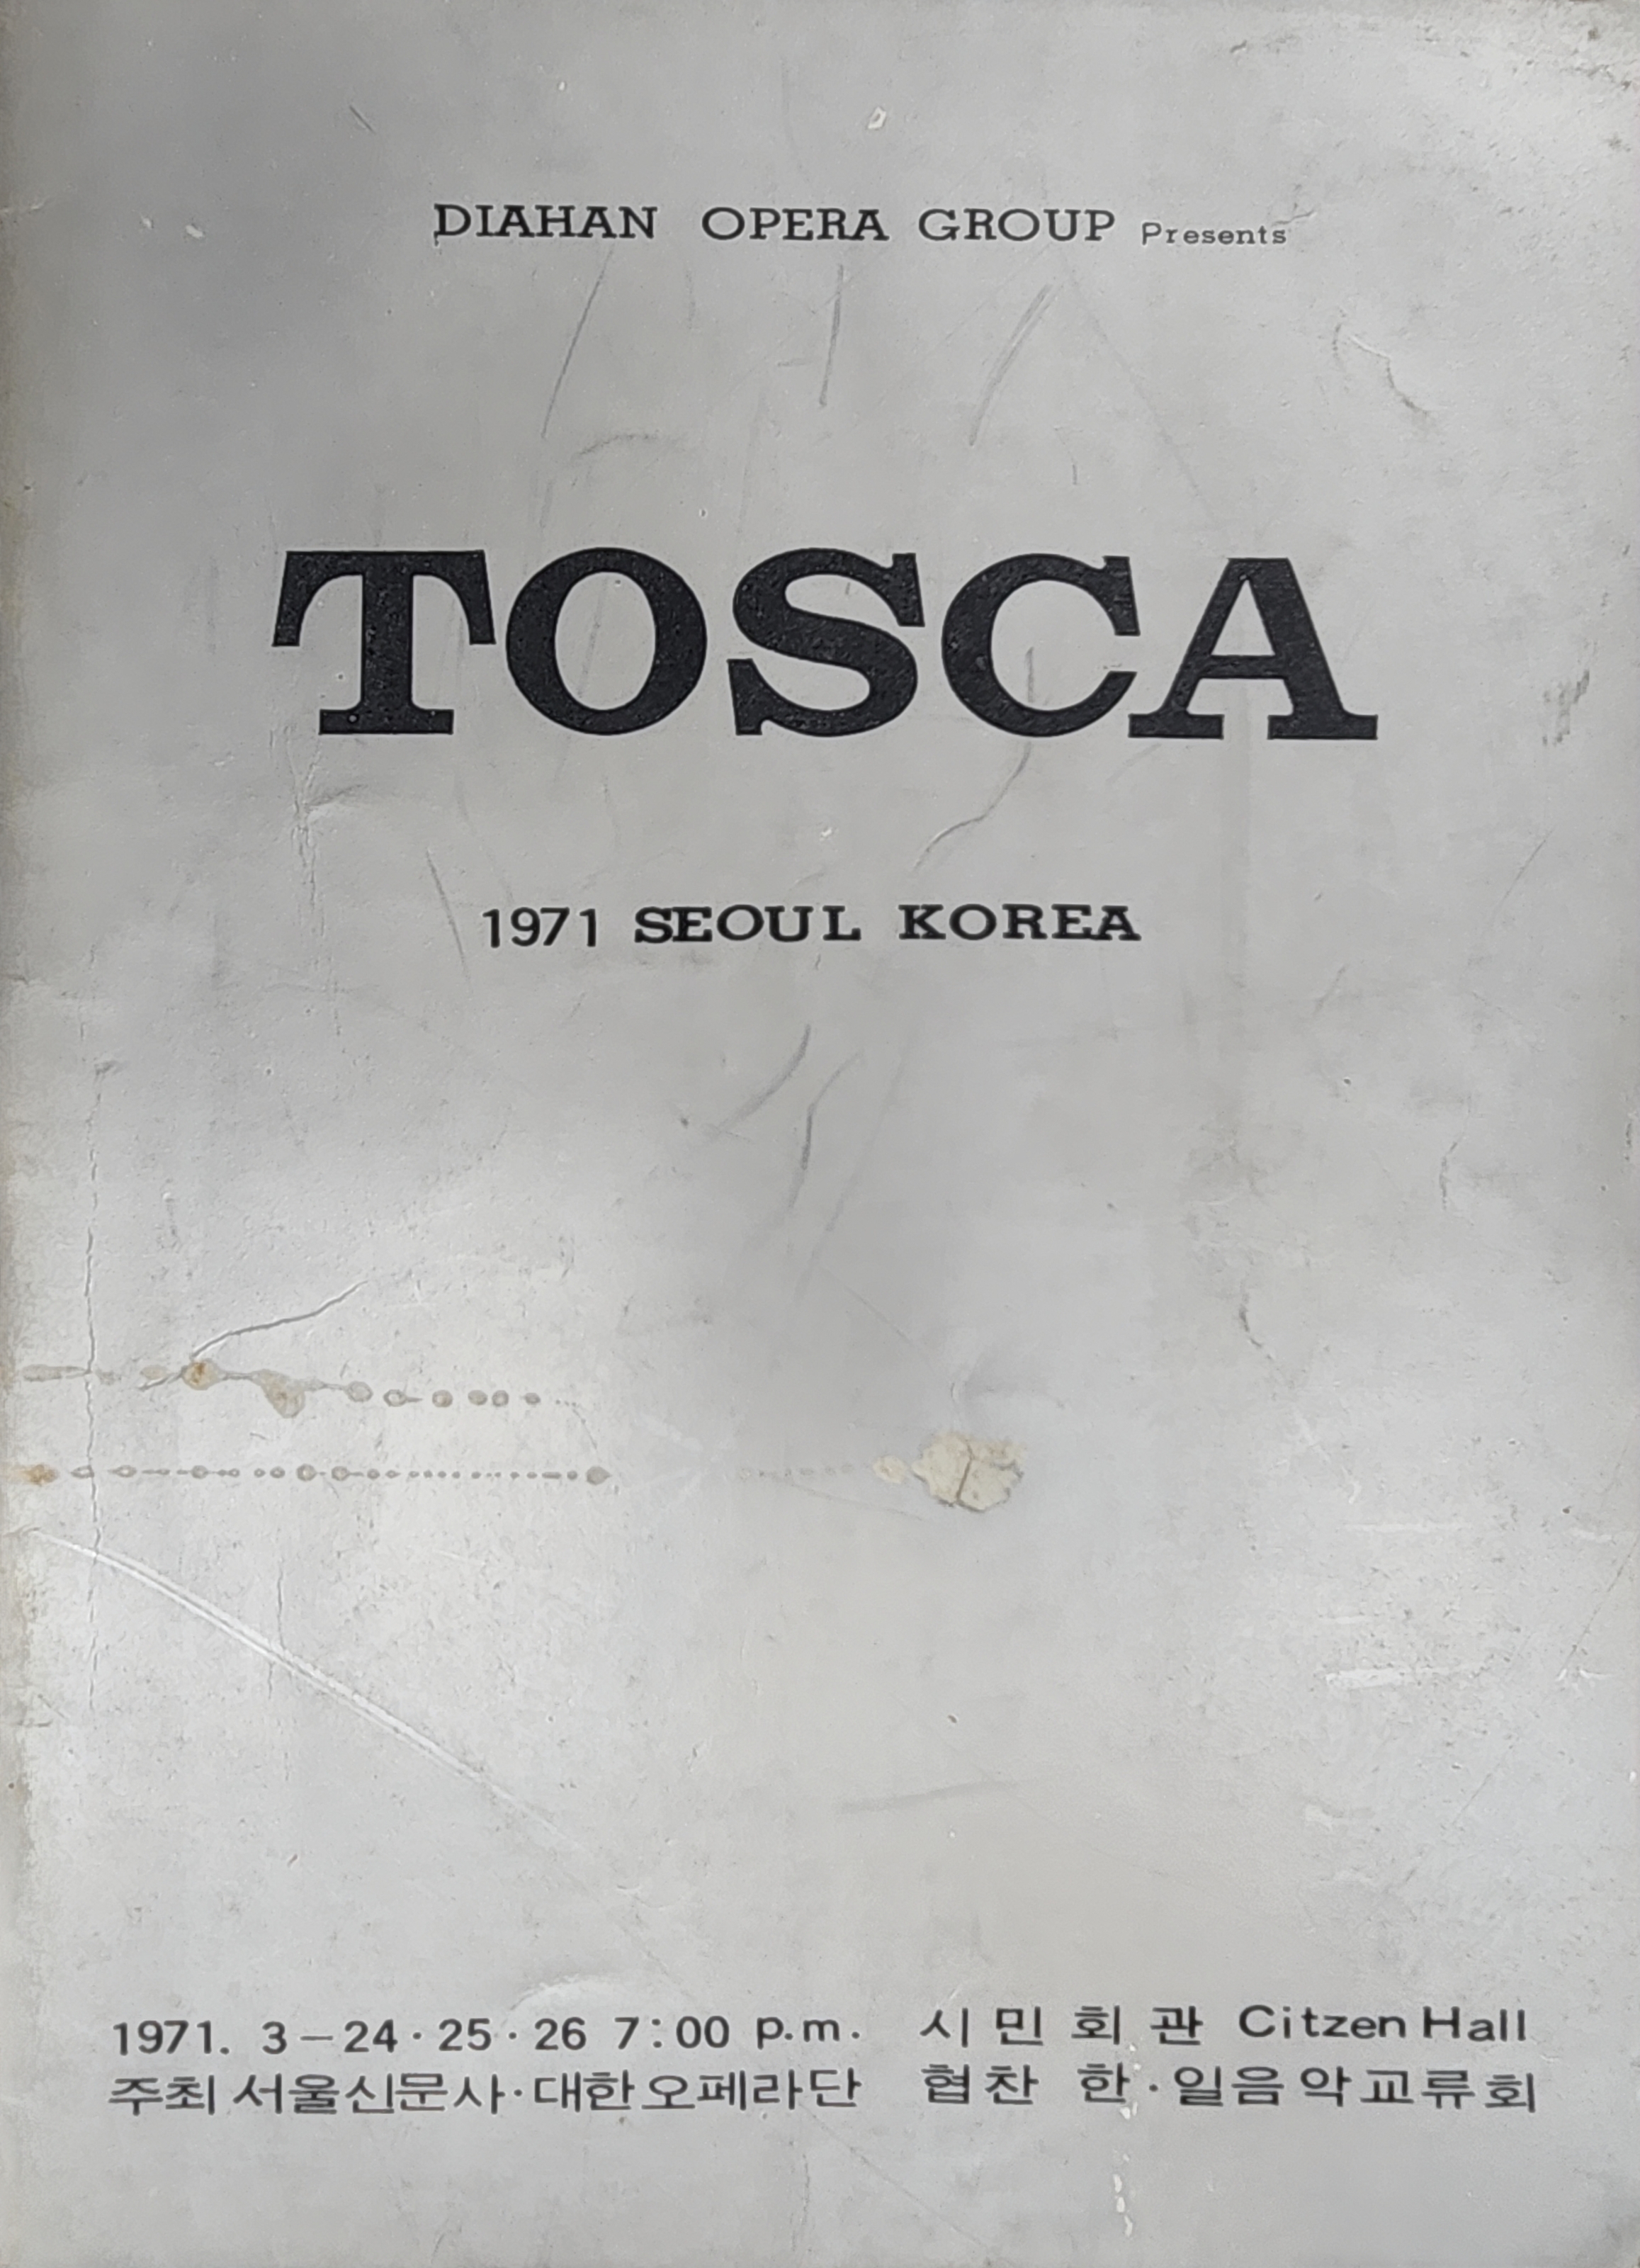 DIAHAN OPERA GROUP Presents
TOSCA
1971 SEOUL KOREA
1971. 3-24·25·26 7:00 p.m. 시민회관 Citzen Hall
주최 서울신문사·대한오페라단 협찬 한·일음악교류회